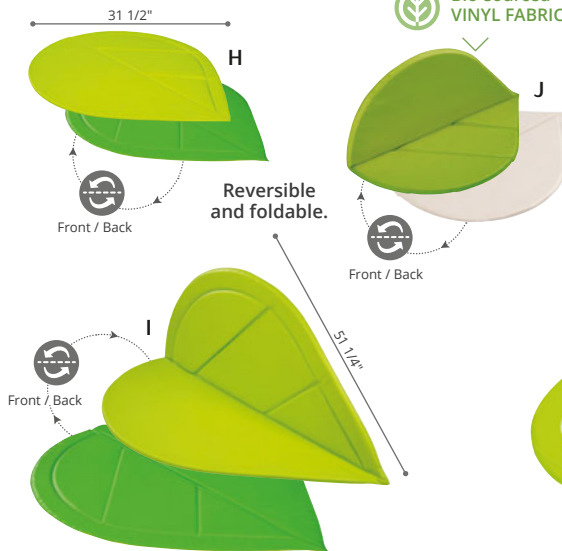 31 1/2"
H
VINYL FABRIC
J
Reversible
and foldable.
Front / Back
Front / Back
51 1/4"
I
Front / Back